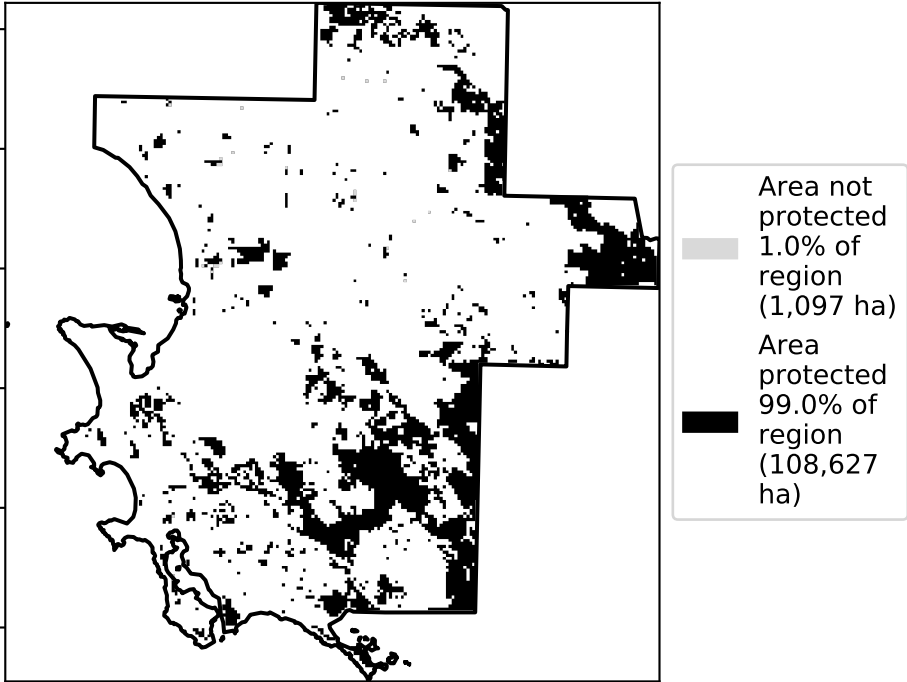 Area not
protected
1.0% of
region
(1,097 ha)
Area
protected
99.0% of
region
(108,627
ha)